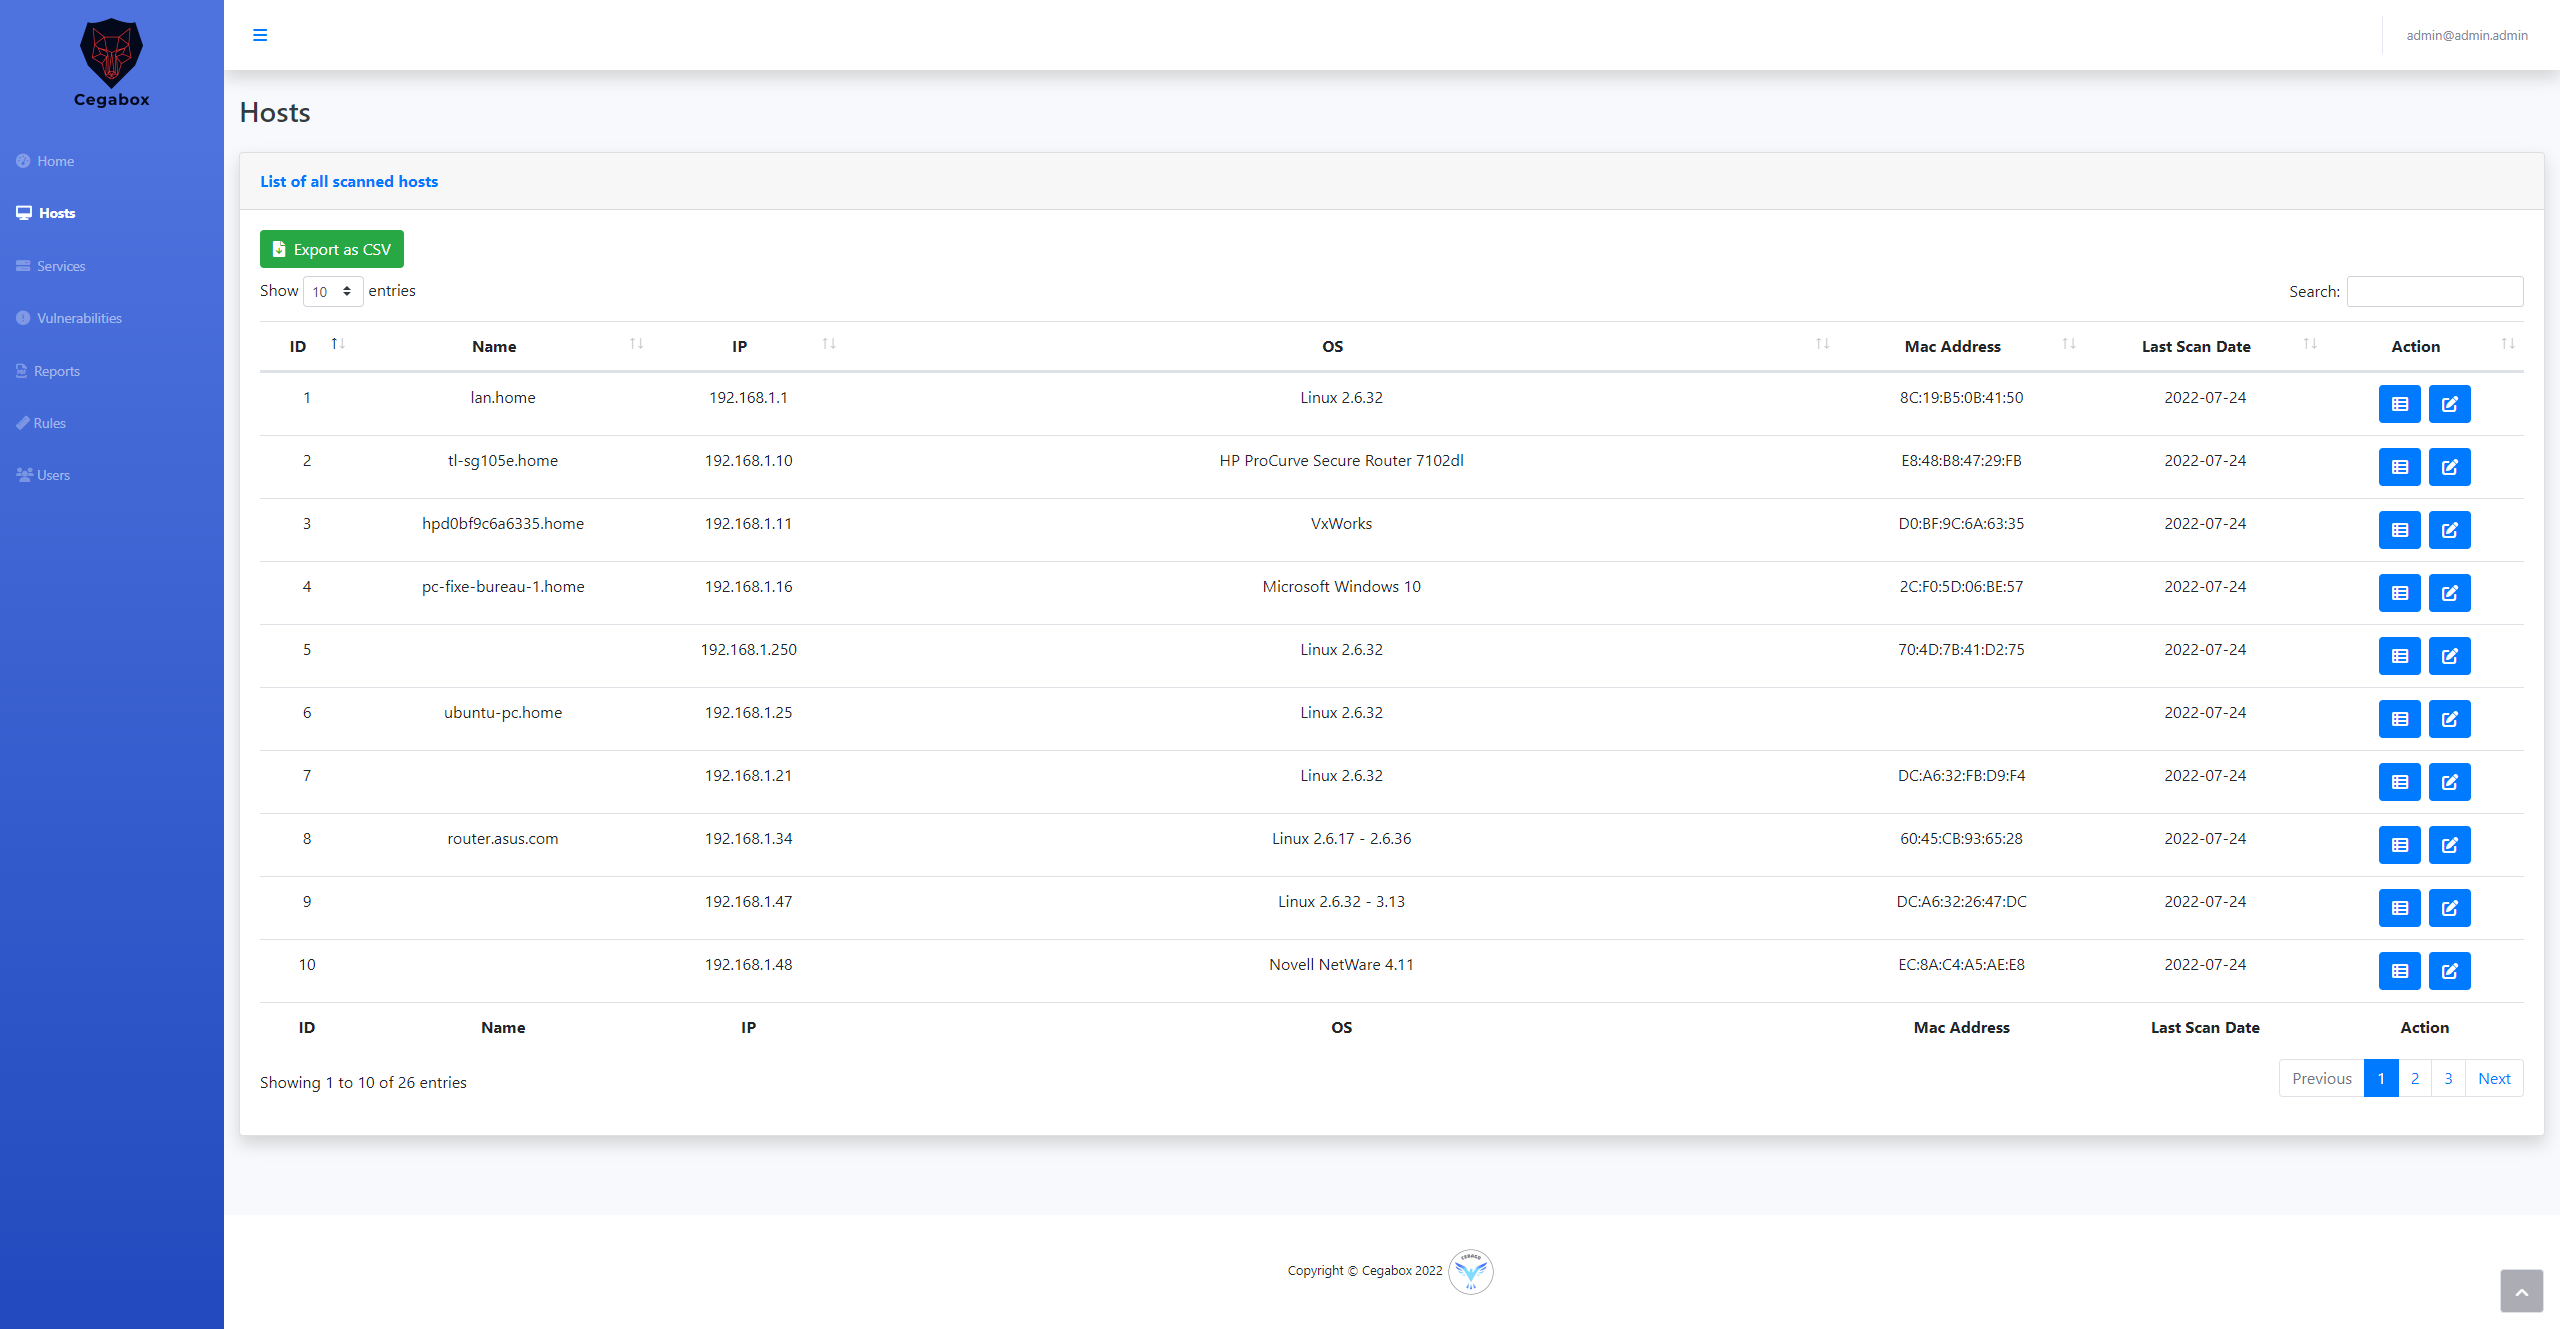 Cegabox
Home
Hosts
Services
Vulnerabilities
Reports
Rules
Users
admin@admin.admin
Hosts
List of all scanned hosts
Export as CSV
Show 10 entries
Search:
ID Name IP OS Mac Address Last Scan Date Action
1 lan.home 192.168.1.1 Linux 2.6.32 8C:19:B5:0B:41:50 2022-07-24
2 tl-sg105e.home 192.168.1.10 HP ProCurve Secure Router 7102dl E8:48:B8:47:29:FB 2022-07-24
3 hpd0bf9c6a6335.home 192.168.1.11 VxWorks D0:BF:9C:6A:63:35 2022-07-24
4 pc-fixe-bureau-1.home 192.168.1.16 Microsoft Windows 10 2C:F0:5D:06:BE:57 2022-07-24
5 192.168.1.250 Linux 2.6.32 70:4D:7B:41:D2:75 2022-07-24
6 ubuntu-pc.home 192.168.1.25 Linux 2.6.32 2022-07-24
7 192.168.1.21 Linux 2.6.32 DC:A6:32:FB:D9:F4 2022-07-24
8 router.asus.com 192.168.1.34 Linux 2.6.17 - 2.6.36 60:45:CB:93:65:28 2022-07-24
9 192.168.1.47 Linux 2.6.32 - 3.13 DC:A6:32:26:47:DC 2022-07-24
10 192.168.1.48 Novell NetWare 4.11 EC:8A:C4:A5:AE:E8 2022-07-24
ID Name IP OS Mac Address Last Scan Date Action
Showing 1 to 10 of 26 entries
Previous 1 2 3 Next
Copyright © Cegabox 2022